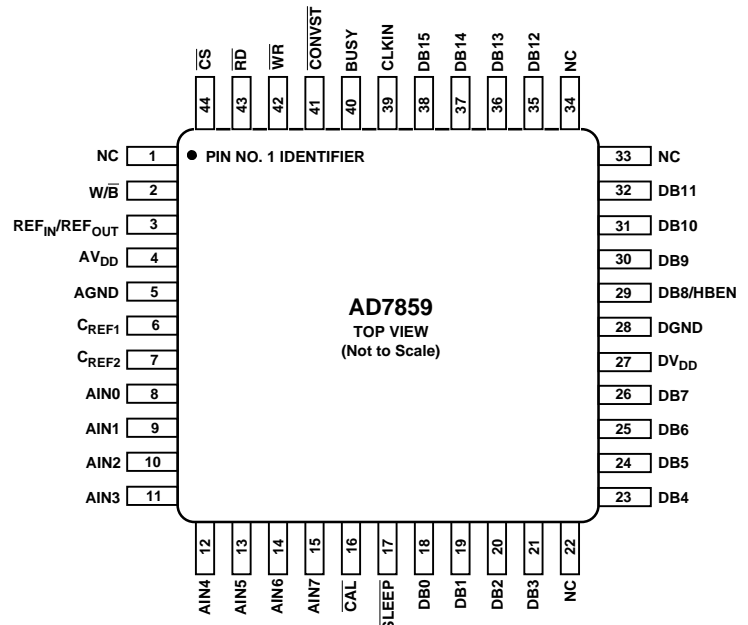 CS
RD
WR
CONVST
BUSY
CLKIN
DB15
DB14
DB13
DB12
NC
44
43
42
41
40
39
38
37
36
35
34
NC 1
W/B 2
REFIN/REFOUT 3
AVDD 4
AGND 5
CREF1 6
CREF2 7
AIN0 8
AIN1 9
AIN2 10
AIN3 11
PIN NO. 1 IDENTIFIER
AD7859
TOP VIEW
(Not to Scale)
33 NC
32 DB11
31 DB10
30 DB9
29 DB8/HBEN
28 DGND
27 DVDD
26 DB7
25 DB6
24 DB5
23 DB4
12
13
14
15
16
17
18
19
20
21
22
AIN4
AIN5
AIN6
AIN7
CAL
SLEEP
DB0
DB1
DB2
DB3
NC